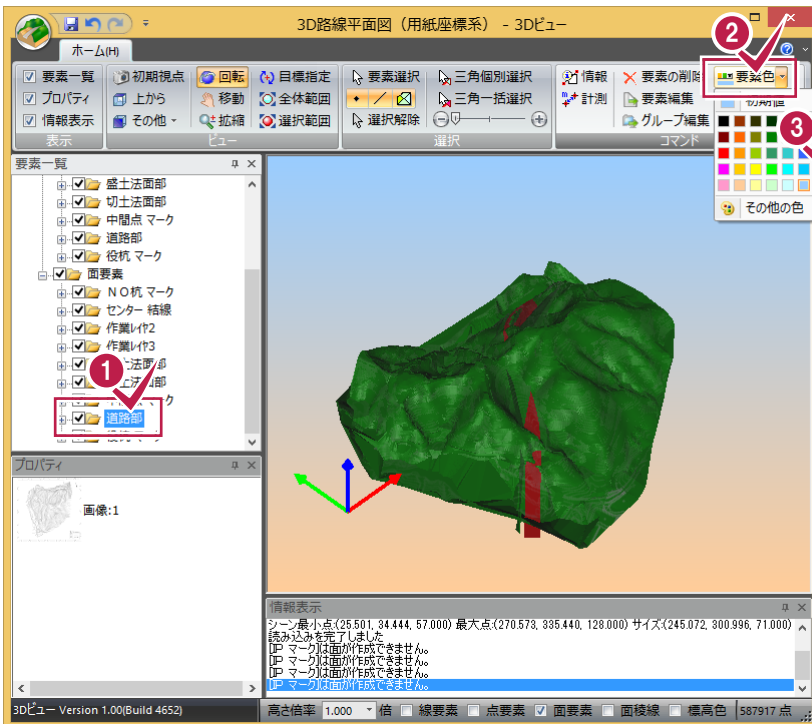 3D路線平面図（用紙座標系） - 3Dビュー
ホーム(H)
要素一覧 初期視点 回転 目標指定 要素選択 三角個別選択 情報 要素の削除 要素色
プロパティ 上から 移動 全体範囲 三角一括選択 計測 要素編集 初期値
情報表示 その他 拡縮 選択範囲 選択解除 グループ編集
表示 ビュー 選択 コマンド
その他の色
2
3
要素一覧
盛土法面部
切土法面部
中間点 マーク
道路部
役杭 マーク
面要素
ＮＯ杭 マーク
センター 結線
作業ﾚｲﾔ2
作業ﾚｲﾔ3
土法面部
土法面部
マーク
1
道路部
プロパティ
画像:1
情報表示
シーン最小点:(25.501, 34.444, 57.000) 最大点:(270.573, 335.440, 128.000) サイズ:(245.072, 300.996, 71.000)
読み込みを完了しました
[IP マーク]は面が作成できません。
[IP マーク]は面が作成できません。
[IP マーク]は面が作成できません。
[IP マーク]は面が作成できません。
3Dビュー Version 1.00(Build 4652) 高さ倍率 1.000 倍 線要素 点要素 面要素 面稜線 標高色 587917 点